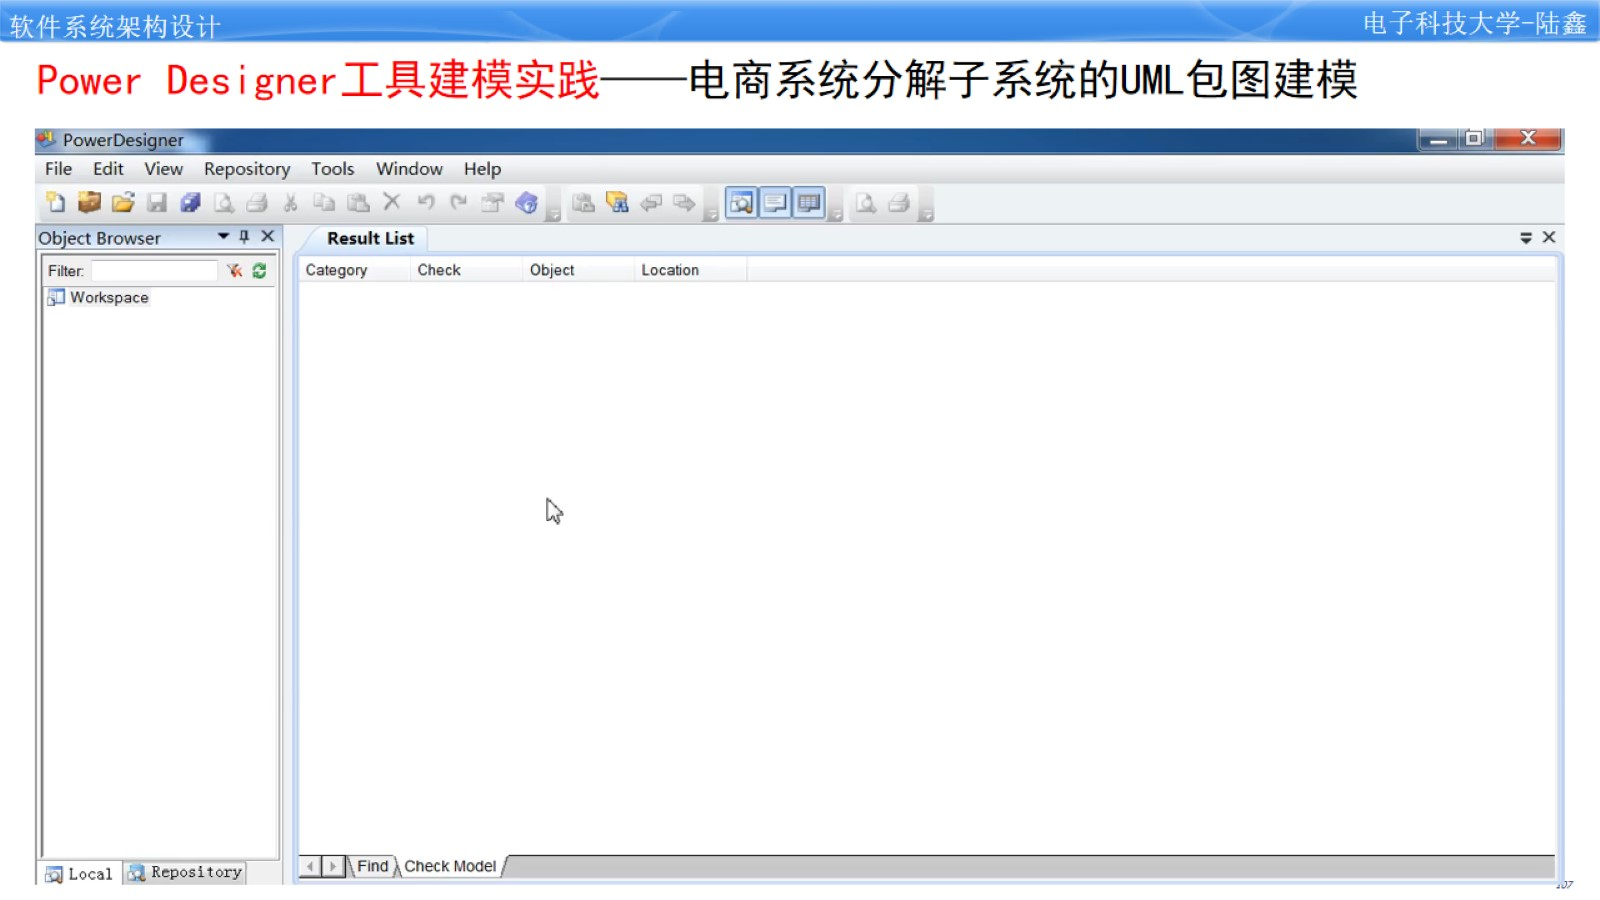 软件系统架构设计
电子科技大学-陆鑫
Power Designer工具建模实践——电商系统分解子系统的UML包图建模
PowerDesigner
File Edit View Repository Tools Window Help
Object Browser
Result List
Filter:
Category Check Object Location
Workspace
Find Check Model
Local Repository